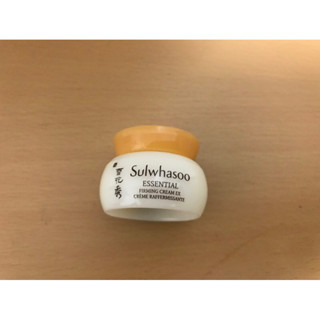 雪花秀
Sulwhasoo
ESSENTIAL
FIRMING CREAM EX
CRÈME RAFFERMISSANTE